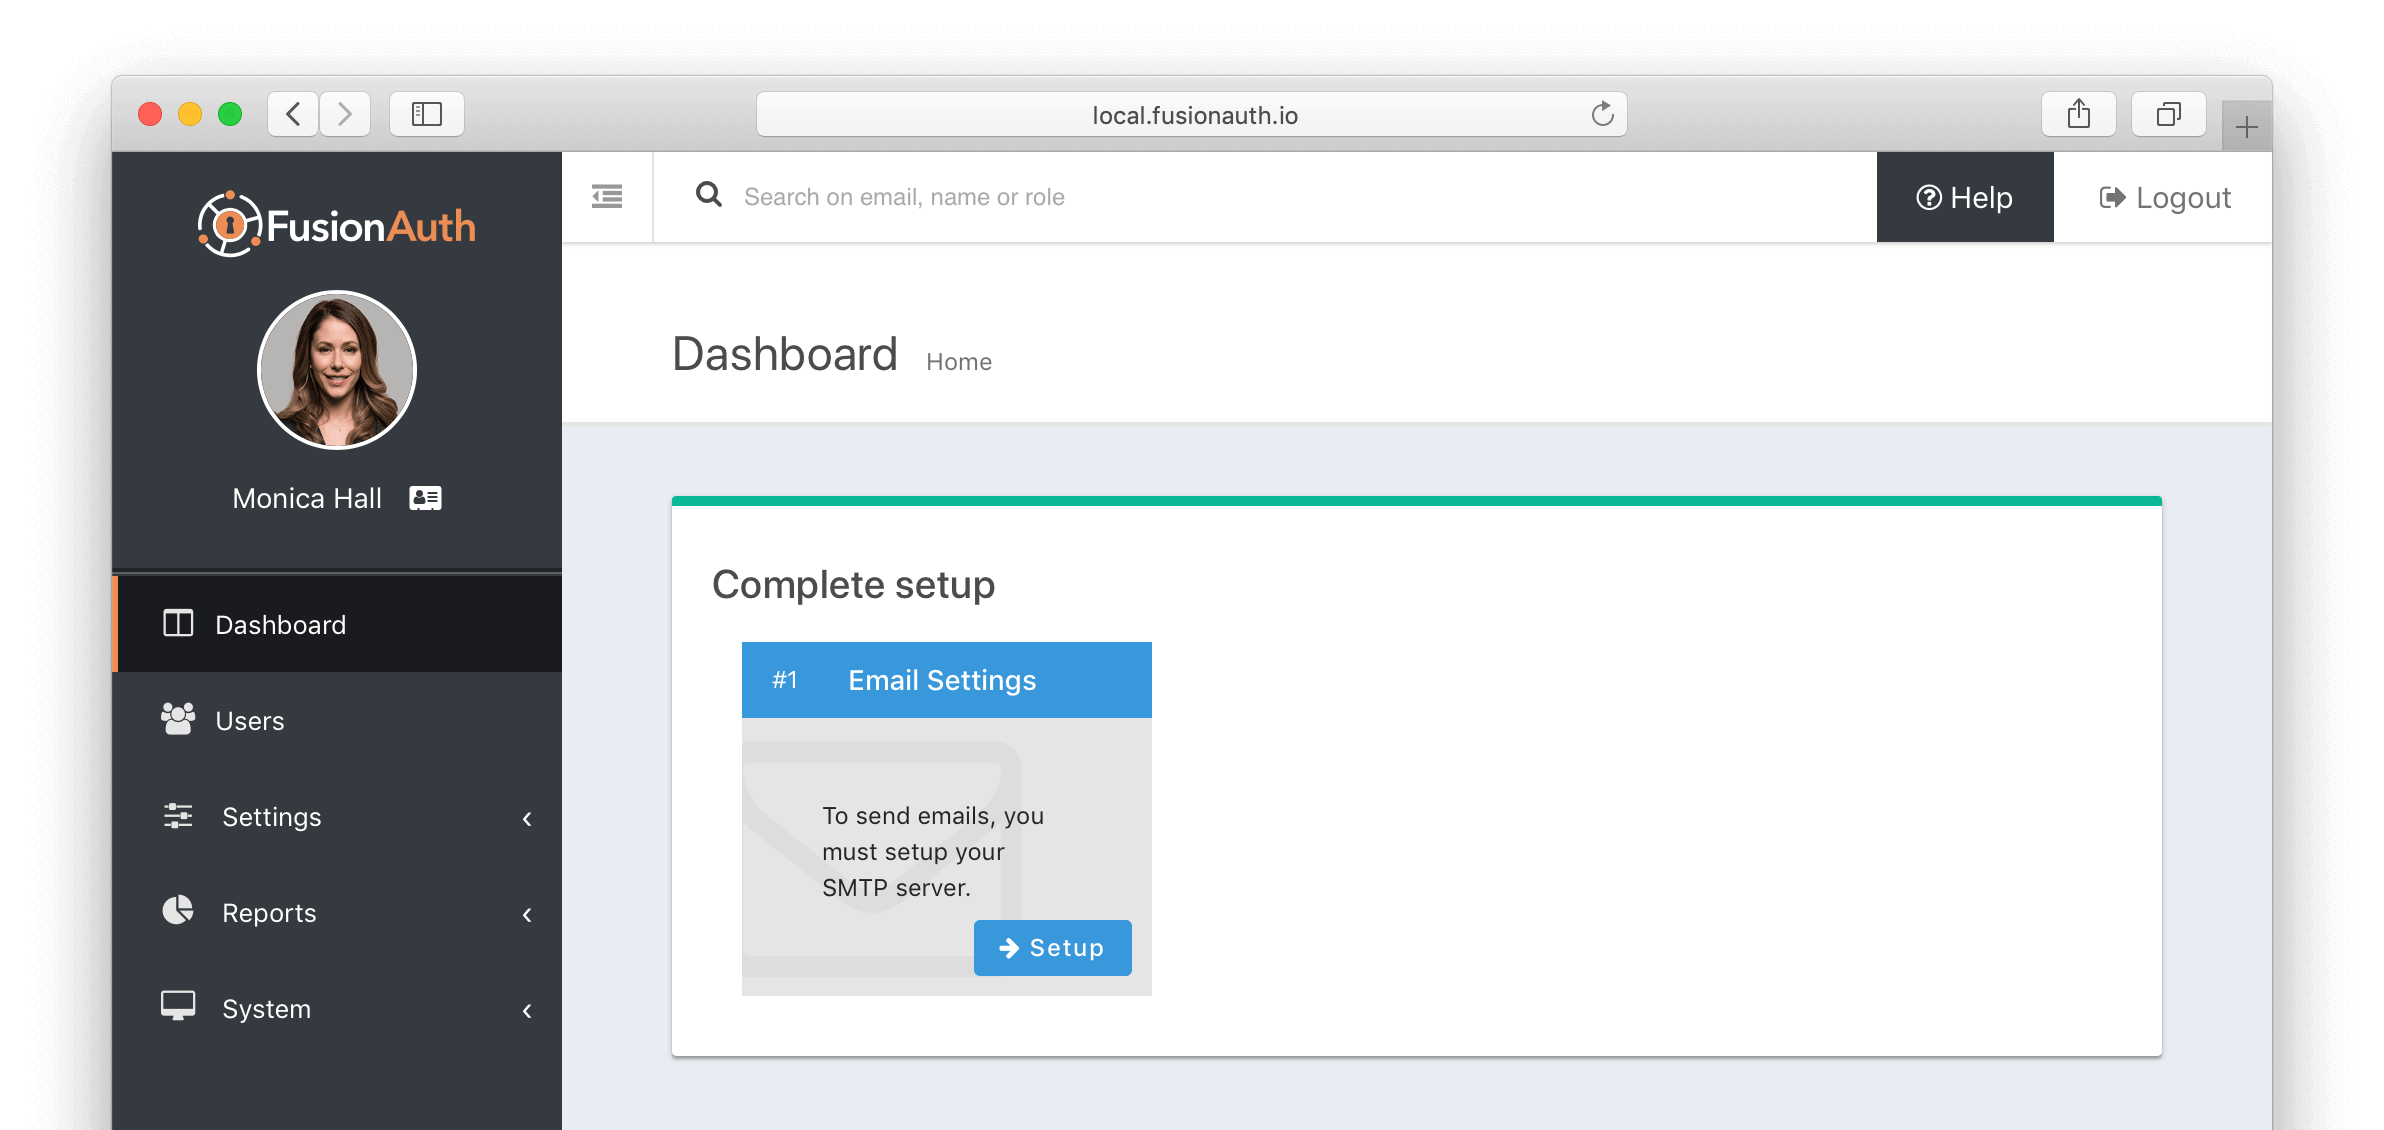 local.fusionauth.io
FusionAuth
Monica Hall
Dashboard
Users
Settings
Reports
System
Search on email, name or role
Help
Logout
Dashboard Home
Complete setup
#1 Email Settings
To send emails, you
must setup your
SMTP server.
Setup